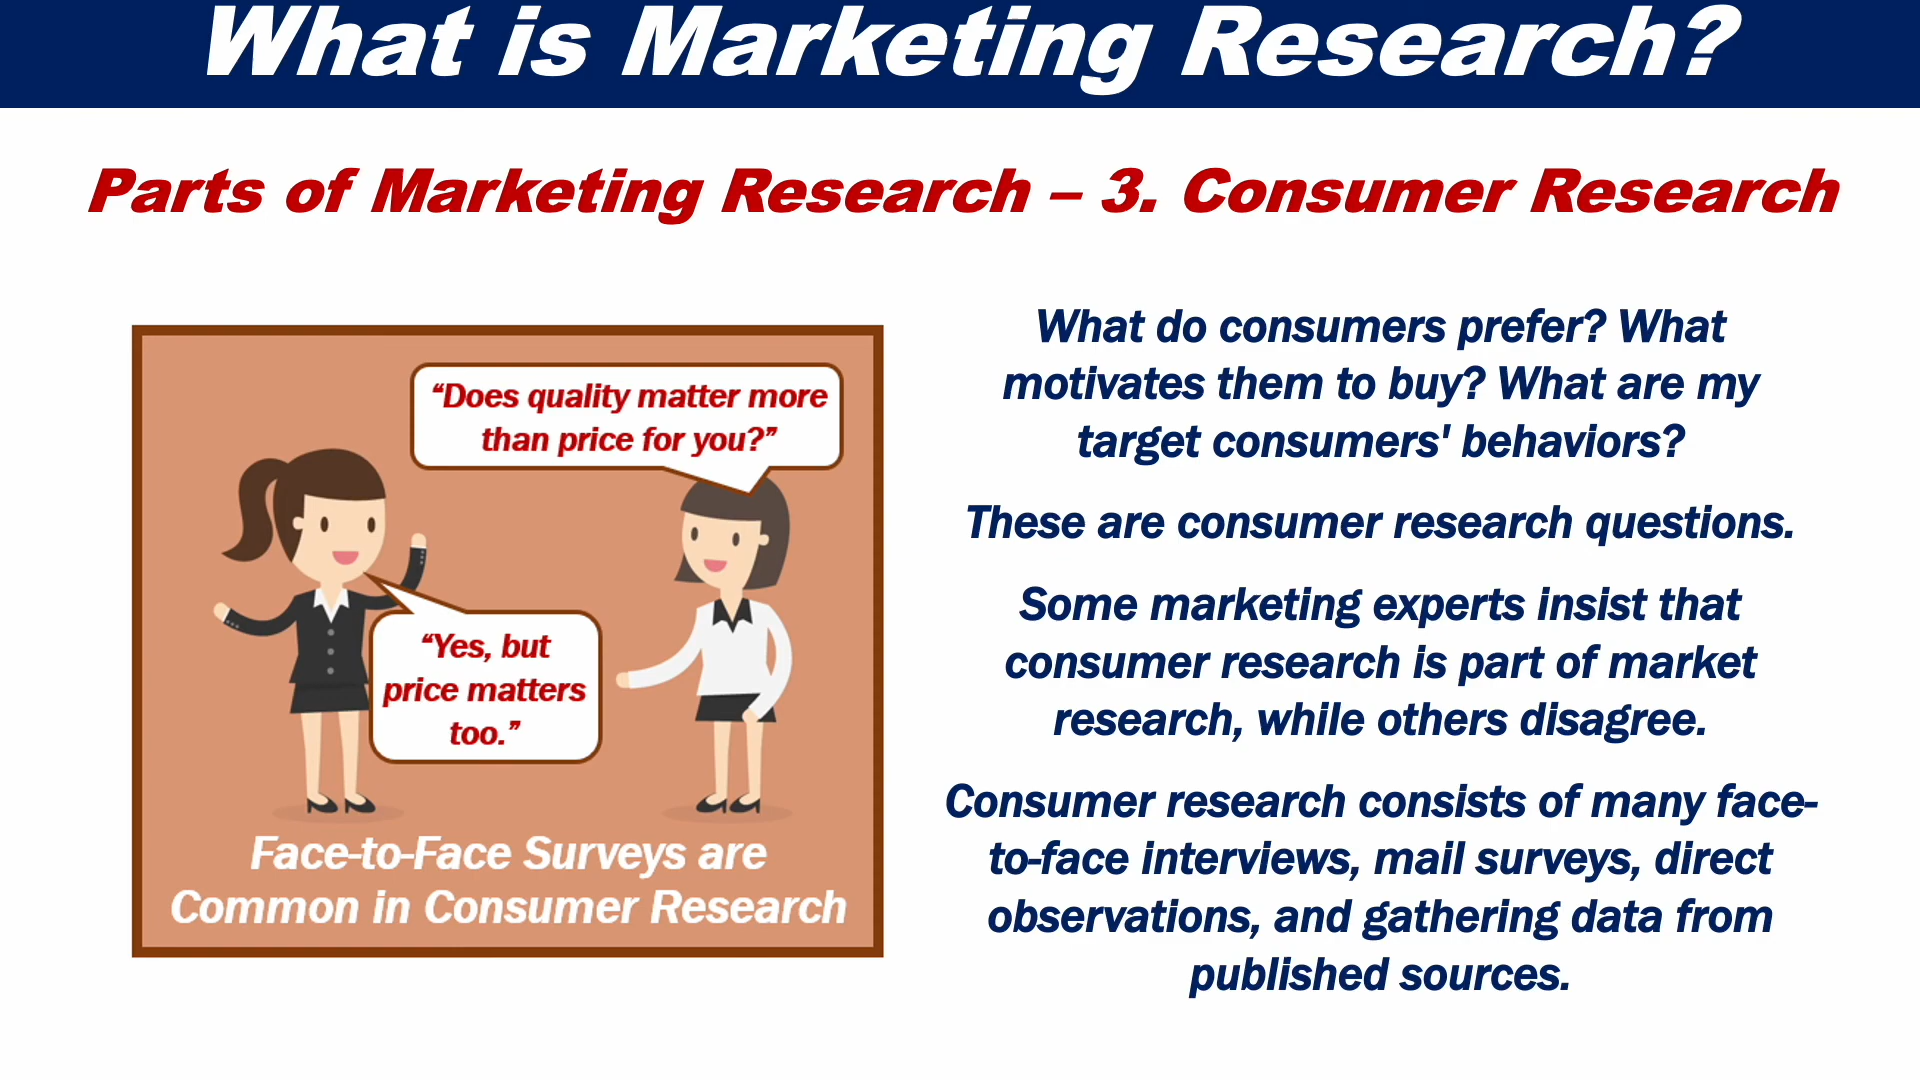 What is Marketing Research?
Parts of Marketing Research – 3. Consumer Research
“Does quality matter more
than price for you?”
“Yes, but
price matters
too.”
Face-to-Face Surveys are
Common in Consumer Research
What do consumers prefer? What
motivates them to buy? What are my
target consumers' behaviors?
These are consumer research questions.
Some marketing experts insist that
consumer research is part of market
research, while others disagree.
Consumer research consists of many face-
to-face interviews, mail surveys, direct
observations, and gathering data from
published sources.